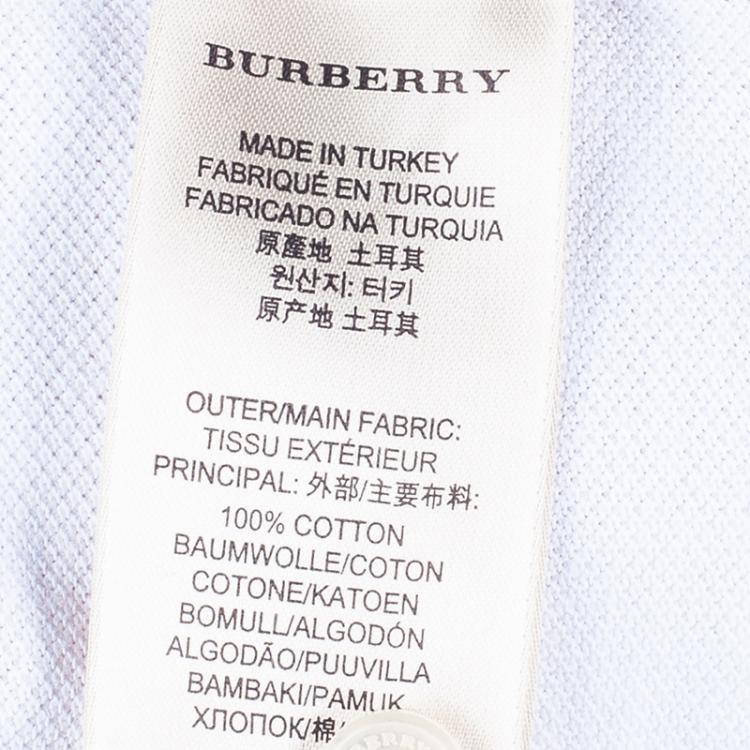 BURBERRY
MADE IN TURKEY
FABRIQUÉ EN TURQUIE
FABRICADO NA TURQUIA
原產地 土耳其
원산지: 터키
原产地 土耳其
OUTER/MAIN FABRIC:
TISSU EXTÉRIEUR
PRINCIPAL: 外部/主要布料:
100% COTTON
BAUMWOLLE/COTON
COTONE/KATOEN
BOMULL/ALGODÓN
ALGODÃO/PUUVILLA
BAMBAKI/PAMUK
ХЛОПОК/棉/
BERRY